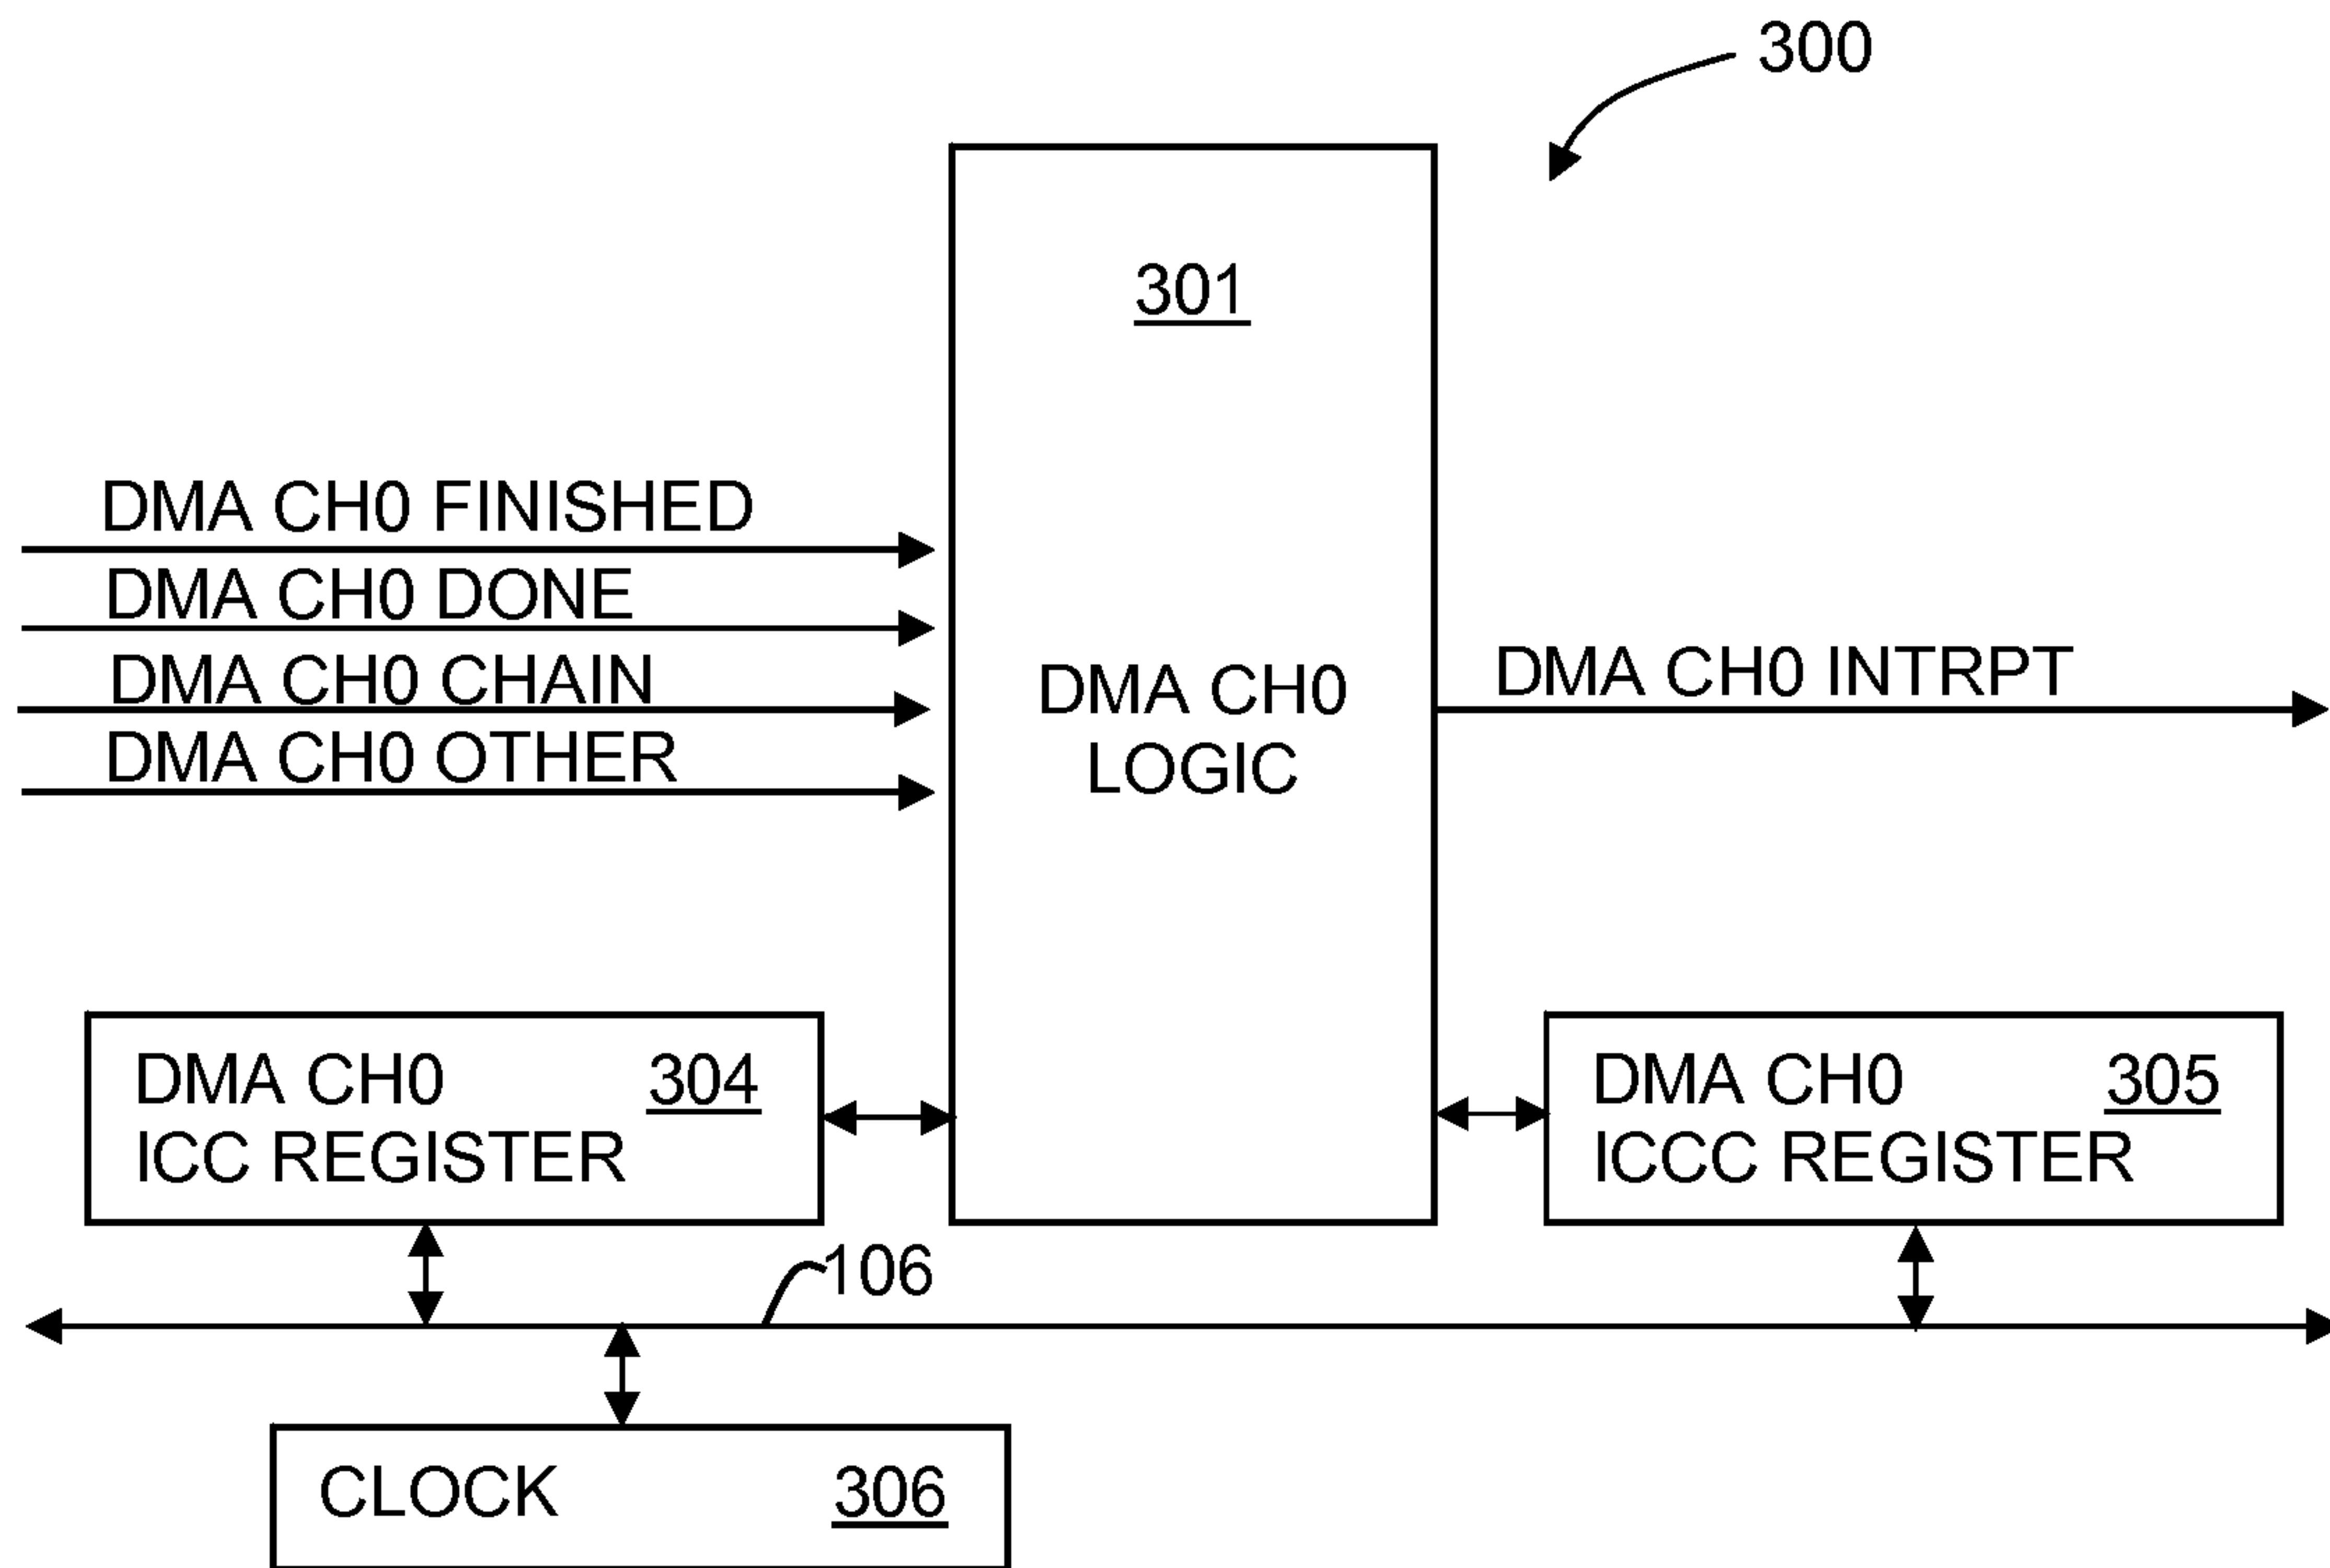 300
301
DMA CH0 FINISHED
DMA CH0 DONE
DMA CH0 CHAIN
DMA CH0 OTHER
DMA CH0
LOGIC
DMA CH0 INTRPT
DMA CH0 304
ICC REGISTER
DMA CH0 305
ICCC REGISTER
106
CLOCK 306